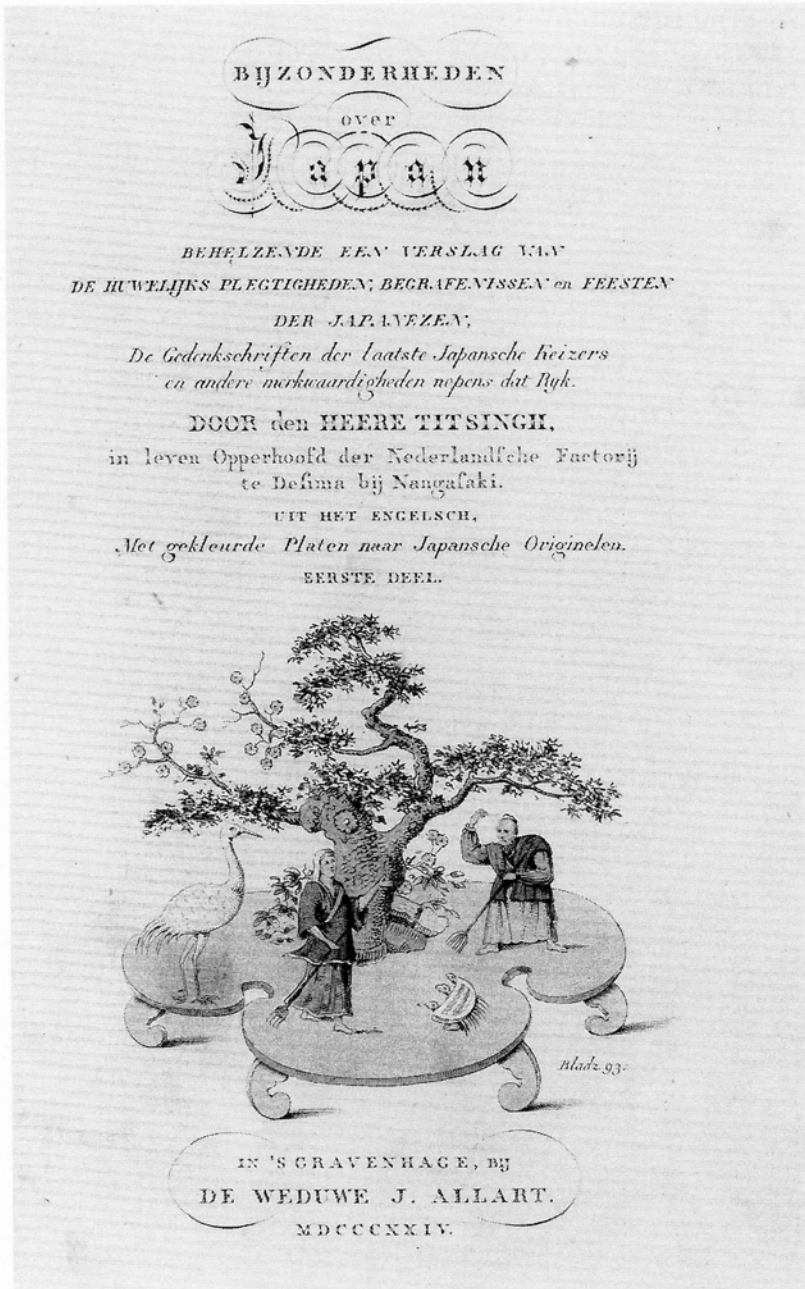 BIJZONDERHEDEN
over
Japan
BEHELZENDE EEN VERSLAG VAN
DE HUWELIJKS PLEGTIGHEDEN, BEGRAFENISSEN en FEESTEN
DER JAPANEZEN,
De Gedenkschriften der laatste Japansche Keizers
en andere merkwaardigheden nopens dat Ryk.
DOOR den HEERE TITSINGH,
in leven Opperhoofd der Nederlandſche Factorij
te Deſima bij Nangaſaki.
UIT HET ENGELSCH,
Met gekleurde Platen naar Japansche Originelen.
EERSTE DEEL.
Bladz. 93.
IN 'S GRAVENHAGE, BIJ
DE WEDUWE J. ALLART.
MDCCCXXIV.